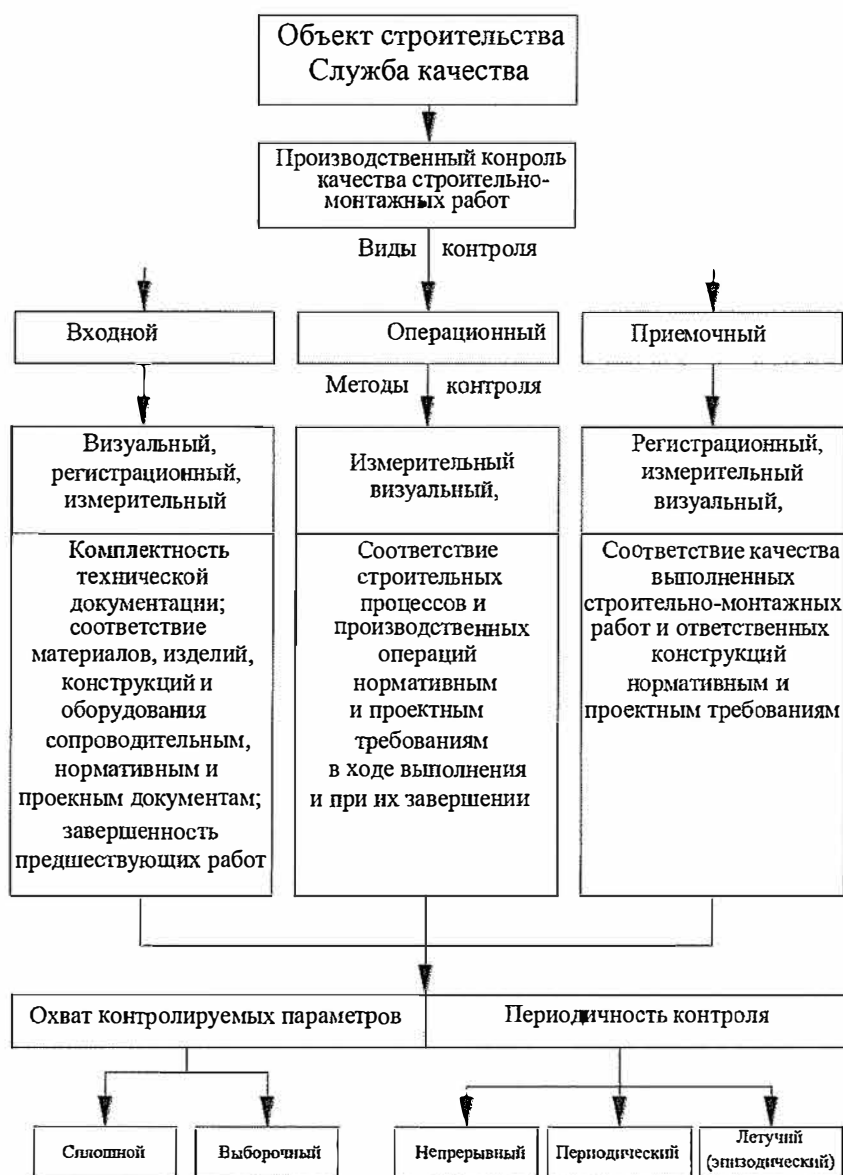 Объект строительства
Служба качества
Производственный конроль
качества строительно-
монтажных работ
Виды контроля
Входной
Операционный
Приемочный
Методы контроля
Визуальный,
регистрационный,
измерительный
Измерительный
визуальный,
Регистрационный,
измерительный
визуальный,
Комплектность
технической
документации;
соответствие
материалов, изделий,
конструкций и
оборудования
сопроводительным,
нормативным и
проекным документам;
завершенность
предшествующих работ
Соответствие
строительных
процессов и
производственных
операций
нормативным
и проектным
требованиям
в ходе выполнения
и при их завершении
Соответствие качества
выполненных
строительно-монтажных
работ и ответственных
конструкций
нормативным и
проектным требованиям
Охват контролируемых параметров
Периодичность контроля
Сплошной
Выборочный
Непрерывный
Периодический
Летучий
(эпизодический)